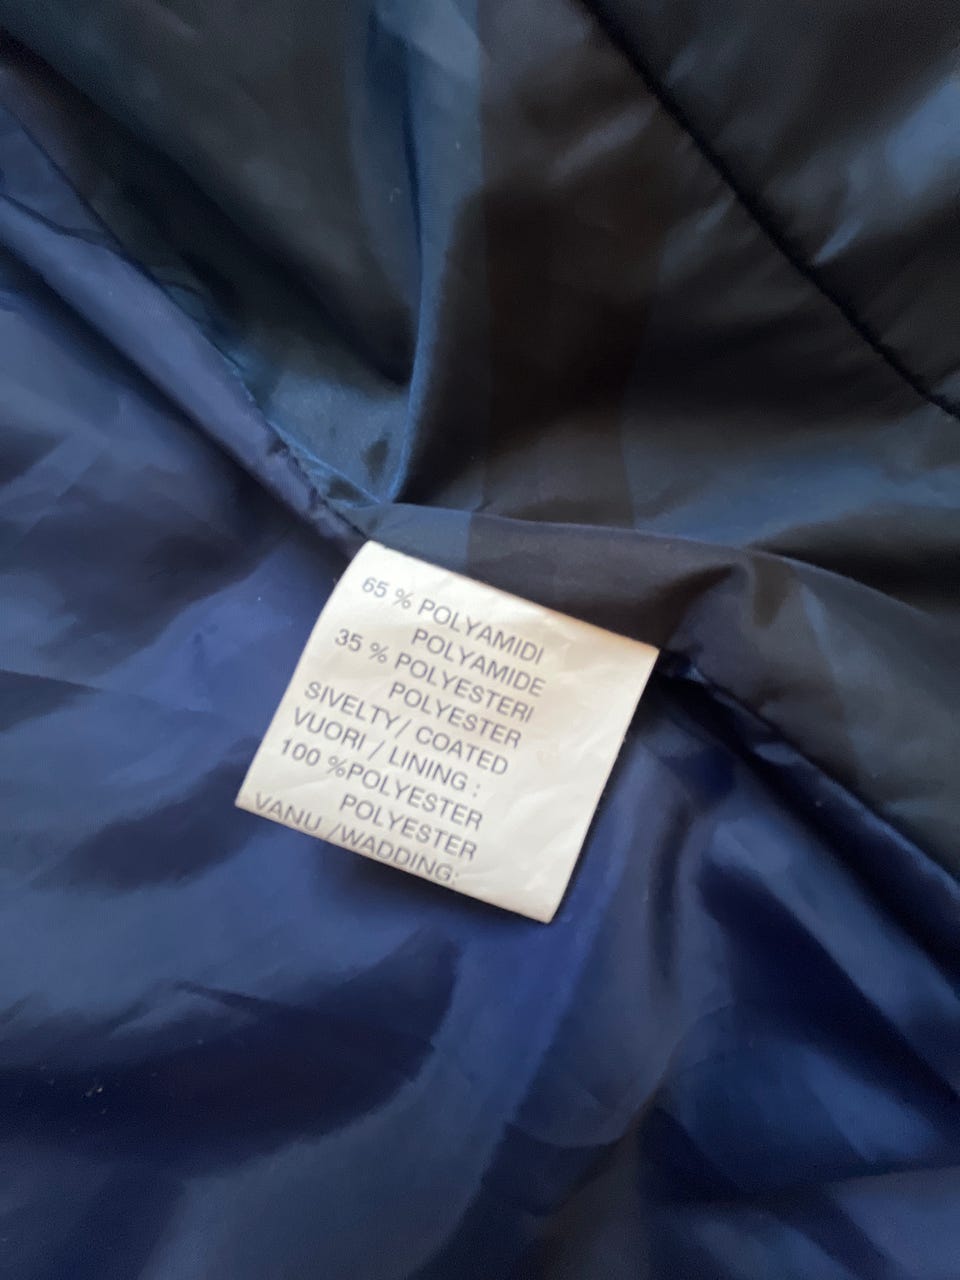 65 % POLYAMIDI
POLYAMIDE
35 % POLYESTERI
POLYESTER
SIVELTY/ COATED
VUORI / LINING :
100 %POLYESTER
POLYESTER
VANU /WADDING: